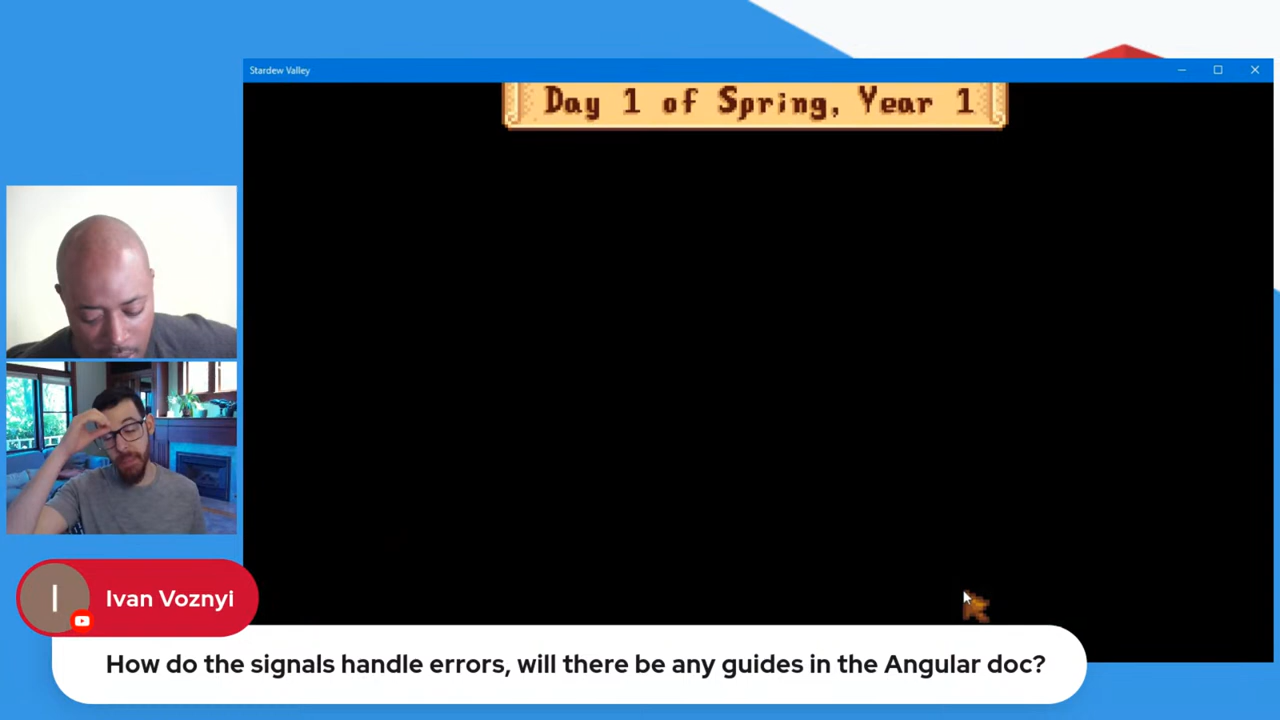 Stardew Valley
Day 1 of Spring, Year 1
I
Ivan Voznyi
How do the signals handle errors, will there be any guides in the Angular doc?